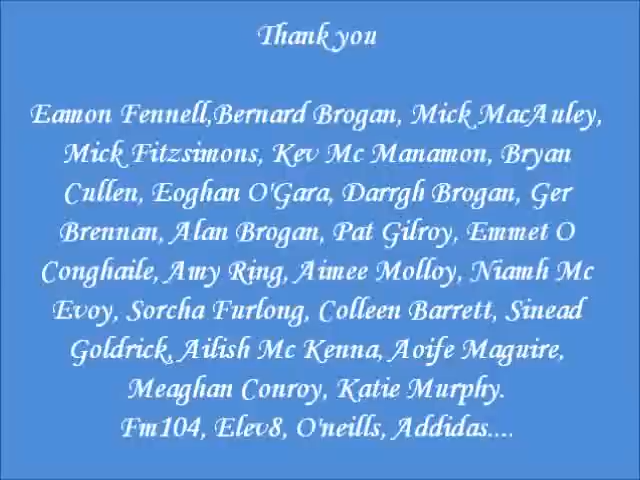 Thank you
Eamon Fennell,Bernard Brogan, Mick MacAuley,
Mick Fitzsimons, Kev Mc Manamon, Bryan
Cullen, Eoghan O'Gara, Darrgh Brogan, Ger
Brennan, Alan Brogan, Pat Gilroy, Emmet O
Conghaile, Amy Ring, Aimee Molloy, Niamh Mc
Evoy, Sorcha Furlong, Colleen Barrett, Sinead
Goldrick, Ailish Mc Kenna, Aoife Maguire,
Meaghan Conroy, Katie Murphy.
Fm104, Elev8, O'neills, Addidas....